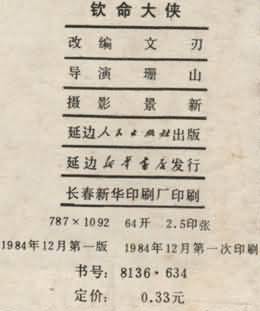 钦命大侠
改编 文刃
导演 珊山
摄影 景新
延边人民出版社出版
延边新华书店发行
长春新华印刷厂印刷
787×1092 64开 2.5印张
1984年12月第一版 1984年12月第一次印刷
书号：8136·634
定价：0.33元